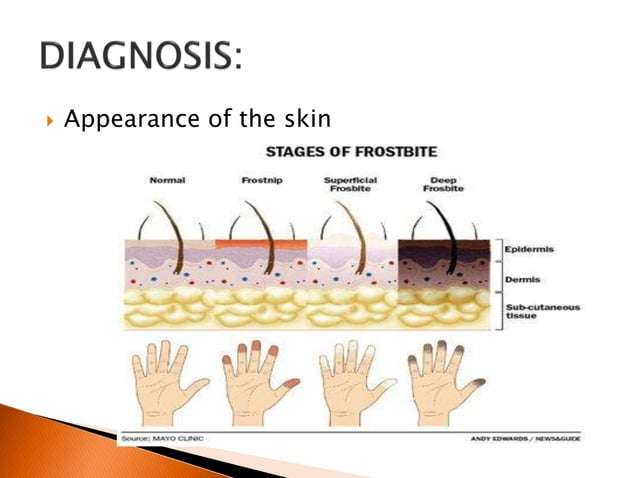 DIAGNOSIS:
Appearance of the skin
STAGES OF FROSTBITE
Normal
Frostnip
Superficial
Frosbite
Deep
Frosbite
Epidermis
Dermis
Sub-cutaneous
tissue
Source: MAYO CLINIC
ANDY EDWARDS / NEWS&GUIDE